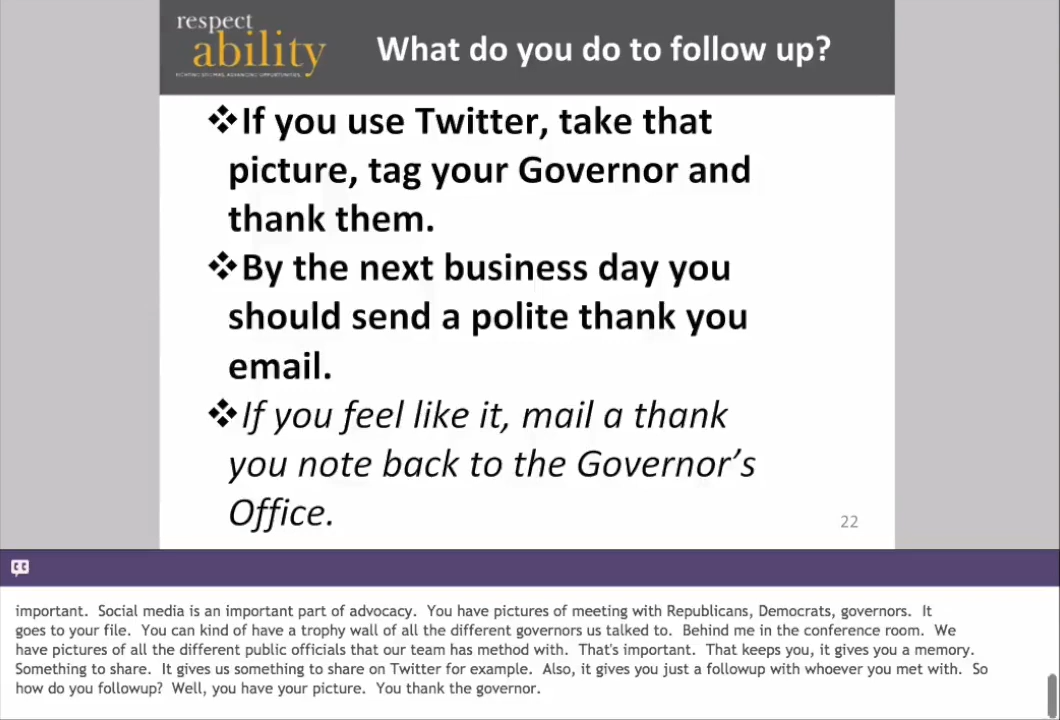 respect
ability
FIGHTING STIGMAS. ADVANCING OPPORTUNITIES.
What do you do to follow up?
❖If you use Twitter, take that
picture, tag your Governor and
thank them.
❖By the next business day you
should send a polite thank you
email.
❖If you feel like it, mail a thank
you note back to the Governor’s
Office.
22
important. Social media is an important part of advocacy. You have pictures of meeting with Republicans, Democrats, governors. It
goes to your file. You can kind of have a trophy wall of all the different governors us talked to. Behind me in the conference room. We
have pictures of all the different public officials that our team has method with. That's important. That keeps you, it gives you a memory.
Something to share. It gives us something to share on Twitter for example. Also, it gives you just a followup with whoever you met with. So
how do you followup? Well, you have your picture. You thank the governor.